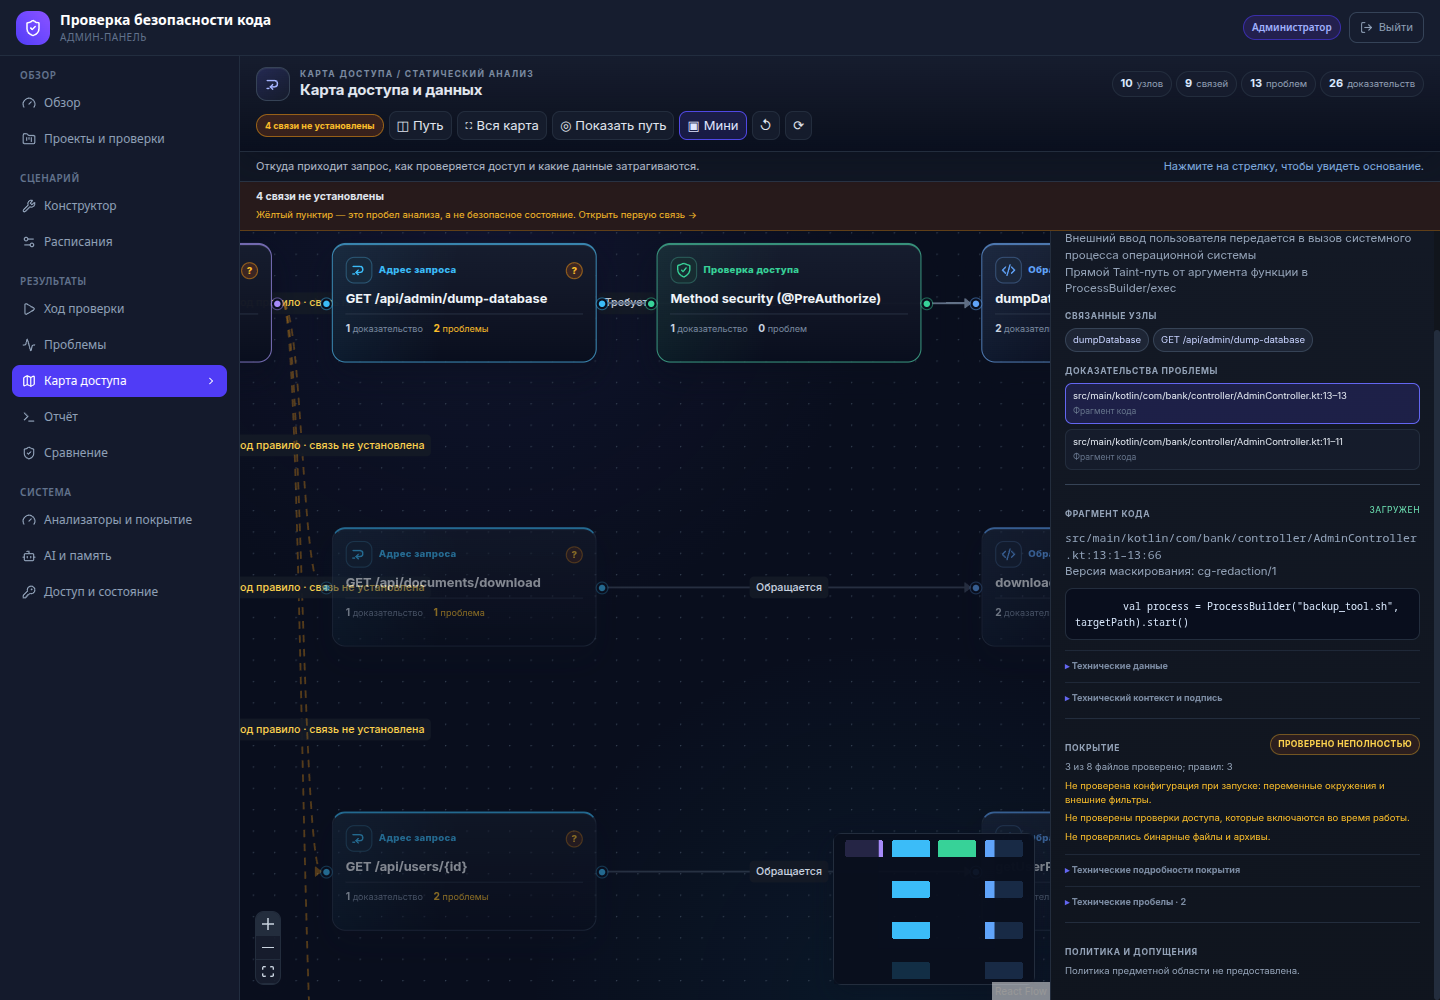 Проверка безопасности кода
АДМИН-ПАНЕЛЬ
Администратор
Выйти
ОБЗОР
Обзор
Проекты и проверки
СЦЕНАРИЙ
Конструктор
Расписания
РЕЗУЛЬТАТЫ
Ход проверки
Проблемы
Карта доступа
Отчёт
Сравнение
СИСТЕМА
Анализаторы и покрытие
AI и память
Доступ и состояние
КАРТА ДОСТУПА / СТАТИЧЕСКИЙ АНАЛИЗ
Карта доступа и данных
10 узлов
9 связей
13 проблем
26 доказательств
4 связи не установлены
Путь
Вся карта
Показать путь
Мини
Откуда приходит запрос, как проверяется доступ и какие данные затрагиваются.
Нажмите на стрелку, чтобы увидеть основание.
4 связи не установлены
Жёлтый пунктир — это пробел анализа, а не безопасное состояние. Открыть первую связь →
?
ило · св
Адрес запроса
?
GET /api/admin/dump-database
1 доказательство 2 проблемы
Требует
Проверка доступа
Method security (@PreAuthorize)
1 доказательство 0 проблем
Обра
dumpDat
2 доказател
од правило · связь не установлена
Адрес запроса
?
GET /api/documents/download
од правило · связь не установлена
1 доказательство 1 проблема
Обращается
Обра
download
2 доказател
од правило · связь не установлена
Адрес запроса
?
GET /api/users/{id}
1 доказательство 2 проблемы
Обращается
React Flow
Внешний ввод пользователя передается в вызов системного
процесса операционной системы
Прямой Taint-путь от аргумента функции в
ProcessBuilder/exec
СВЯЗАННЫЕ УЗЛЫ
dumpDatabase
GET /api/admin/dump-database
ДОКАЗАТЕЛЬСТВА ПРОБЛЕМЫ
src/main/kotlin/com/bank/controller/AdminController.kt:13–13
Фрагмент кода
src/main/kotlin/com/bank/controller/AdminController.kt:11–11
Фрагмент кода
ФРАГМЕНТ КОДА
ЗАГРУЖЕН
src/main/kotlin/com/bank/controller/AdminController
.kt:13:1–13:66
Версия маскирования: cg-redaction/1
val process = ProcessBuilder("backup_tool.sh",
targetPath).start()
Технические данные
Технический контекст и подпись
ПОКРЫТИЕ
ПРОВЕРЕНО НЕПОЛНОСТЬЮ
3 из 8 файлов проверено; правил: 3
Не проверена конфигурация при запуске: переменные окружения и
внешние фильтры.
Не проверены проверки доступа, которые включаются во время работы.
Не проверялись бинарные файлы и архивы.
Технические подробности покрытия
Технические пробелы · 2
ПОЛИТИКА И ДОПУЩЕНИЯ
Политика предметной области не предоставлена.